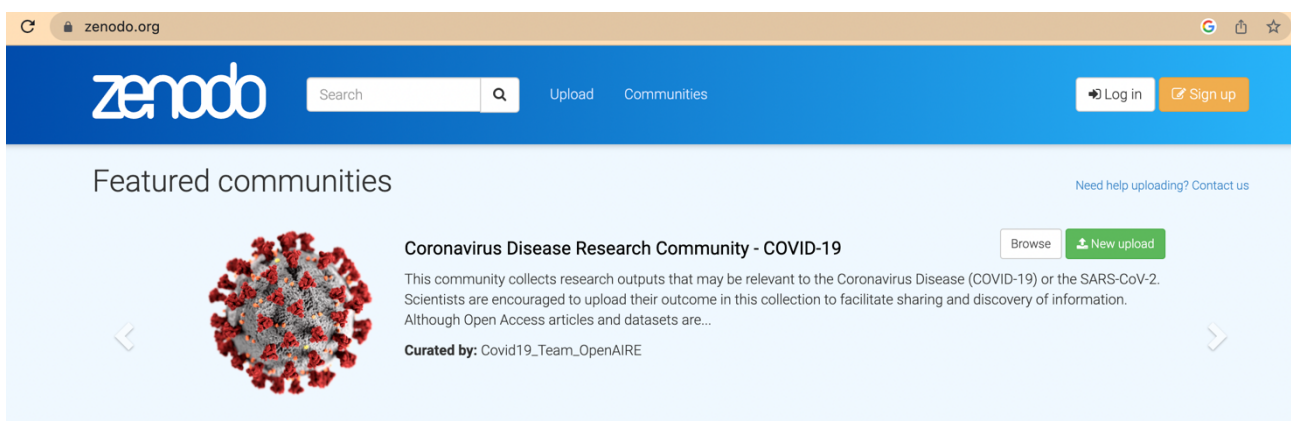 zenodo.org
zenodo
Search
Upload
Communities
Log in
Sign up
Featured communities
Need help uploading? Contact us
Coronavirus Disease Research Community - COVID-19
Browse
New upload
This community collects research outputs that may be relevant to the Coronavirus Disease (COVID-19) or the SARS-CoV-2.
Scientists are encouraged to upload their outcome in this collection to facilitate sharing and discovery of information.
Although Open Access articles and datasets are...
Curated by: Covid19_Team_OpenAIRE